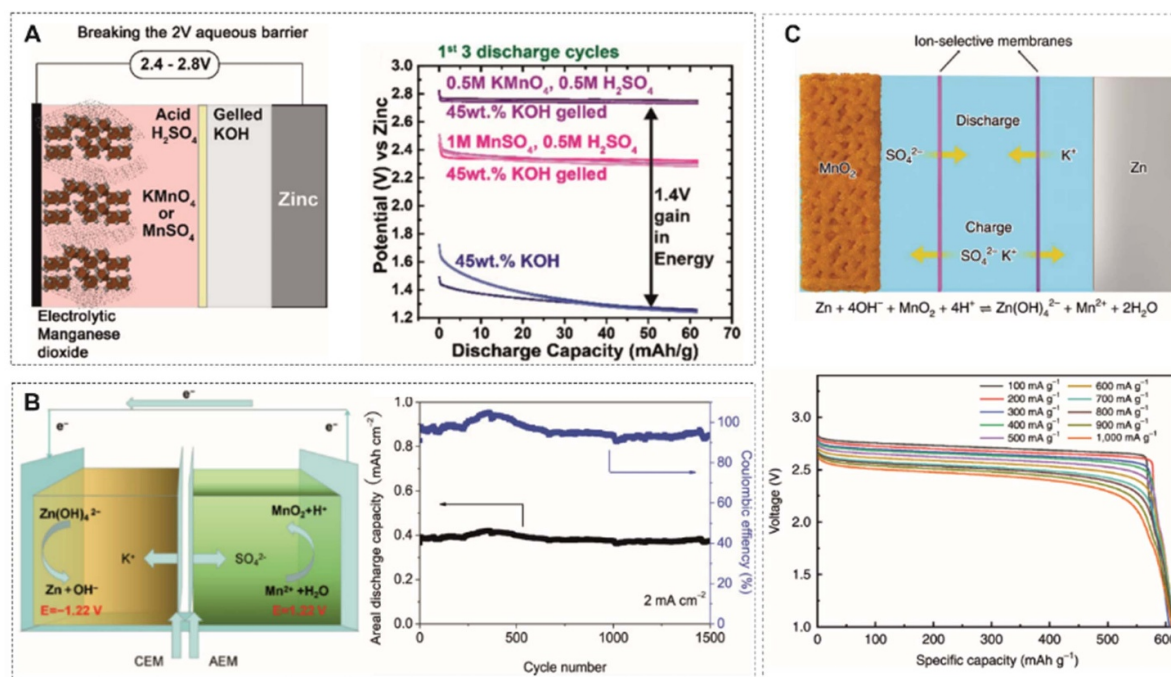 A
Breaking the 2V aqueous barrier
2.4 - 2.8V
Acid
H₂SO₄
Gelled
KOH
KMnO₄
or
MnSO₄
Zinc
Electrolytic
Manganese
dioxide
1st 3 discharge cycles
0.5M KMnO₄, 0.5M H₂SO₄
45wt.% KOH gelled
1M MnSO₄, 0.5M H₂SO₄
45wt.% KOH gelled
1.4V
gain
in
Energy
45wt.% KOH
Potential (V vs Zinc)
3.0
2.8
2.6
2.4
2.2
2.0
1.8
1.6
1.4
1.2
0 10 20 30 40 50 60 70
Discharge Capacity (mAh/g)
B
e⁻
e⁻ e⁻
Zn(OH)₄²⁻
K⁺
Zn+OH⁻
E=−1.22 V
MnO₂+H⁺
SO₄²⁻
Mn²⁺+H₂O
E=1.22 V
CEM AEM
Areal discharge capacity (mAh cm⁻²)
1.0
0.8
0.6
0.4
0.2
0.0
0 500 1000 1500
Cycle number
2 mA cm⁻²
100
80
60
40
20
0
Coulombic effiency (%)
C
Ion-selective membranes
MnO₂
Discharge
SO₄²⁻ K⁺
Charge
SO₄²⁻ K⁺
Zn
Zn + 4OH⁻ + MnO₂ + 4H⁺ ⇌ Zn(OH)₄²⁻ + Mn²⁺ + 2H₂O
100 mA g⁻¹ 600 mA g⁻¹
200 mA g⁻¹ 700 mA g⁻¹
300 mA g⁻¹ 800 mA g⁻¹
400 mA g⁻¹ 900 mA g⁻¹
500 mA g⁻¹ 1,000 mA g⁻¹
Voltage (V)
3.0
2.5
2.0
1.5
1.0
0 100 200 300 400 500 600
Specific capacity (mAh g⁻¹)